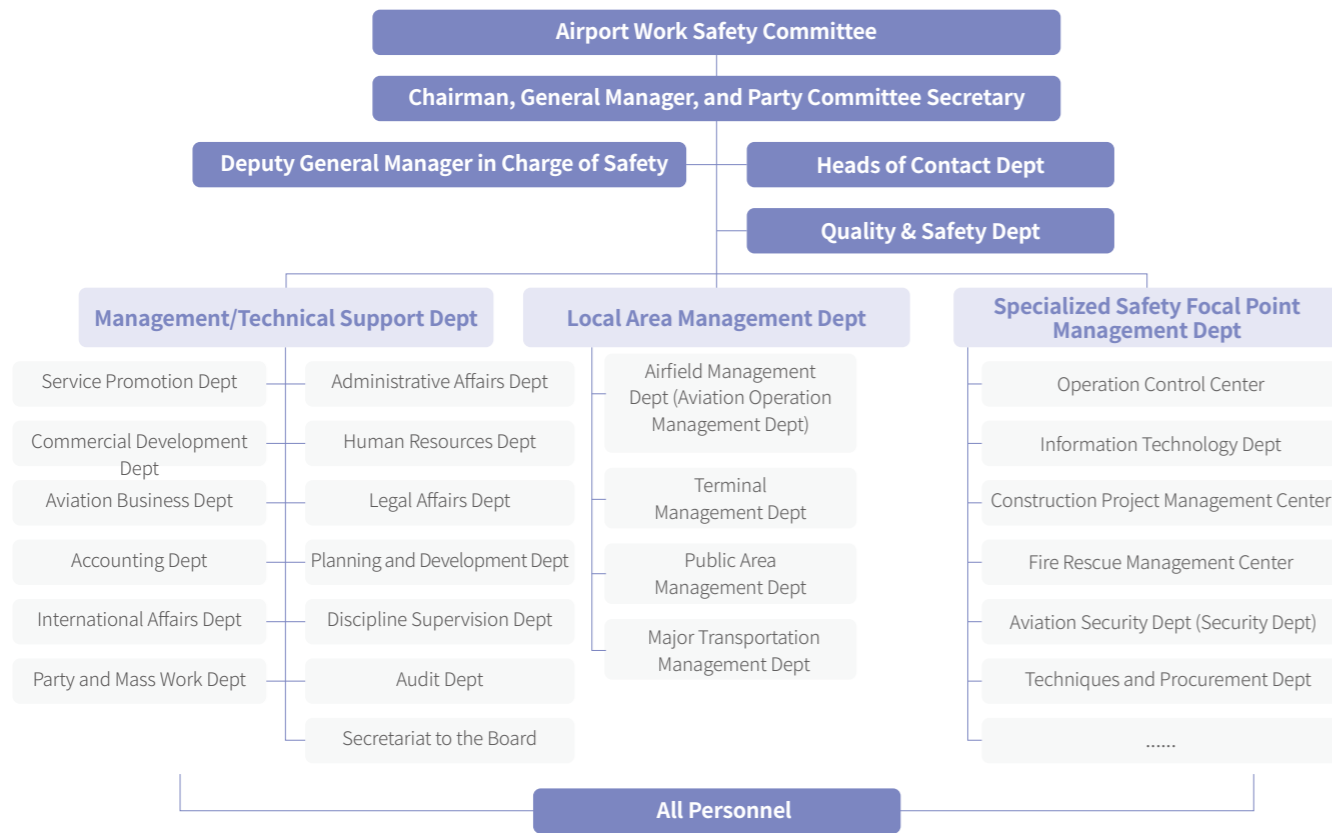 Airport Work Safety Committee
Chairman, General Manager, and Party Committee Secretary
Deputy General Manager in Charge of Safety
Heads of Contact Dept
Quality & Safety Dept
Management/Technical Support Dept
Service Promotion Dept
Administrative Affairs Dept
Commercial Development
Dept
Human Resources Dept
Aviation Business Dept
Legal Affairs Dept
Accounting Dept
Planning and Development Dept
International Affairs Dept
Discipline Supervision Dept
Party and Mass Work Dept
Audit Dept
Secretariat to the Board
Local Area Management Dept
Airfield Management
Dept (Aviation Operation
Management Dept)
Terminal
Management Dept
Public Area
Management Dept
Major Transportation
Management Dept
Specialized Safety Focal Point
Management Dept
Operation Control Center
Information Technology Dept
Construction Project Management Center
Fire Rescue Management Center
Aviation Security Dept (Security Dept)
Techniques and Procurement Dept
......
All Personnel